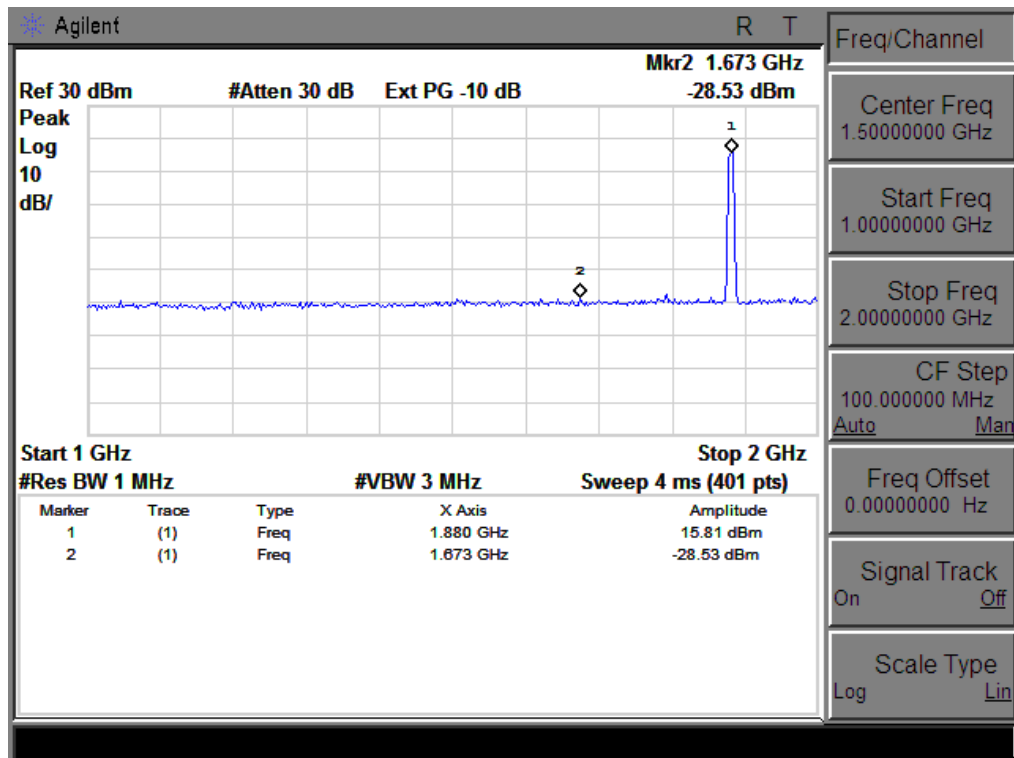 Agilent R T
Mkr2 1.673 GHz
Ref 30 dBm #Atten 30 dB Ext PG -10 dB -28.53 dBm
Peak
Log
10
dB/
1
2
Start 1 GHz Stop 2 GHz
#Res BW 1 MHz #VBW 3 MHz Sweep 4 ms (401 pts)
Marker Trace Type X Axis Amplitude
1 (1) Freq 1.880 GHz 15.81 dBm
2 (1) Freq 1.673 GHz -28.53 dBm
Freq/Channel
Center Freq
1.50000000 GHz
Start Freq
1.00000000 GHz
Stop Freq
2.00000000 GHz
CF Step
100.000000 MHz
Auto Man
Freq Offset
0.00000000 Hz
Signal Track
On Off
Scale Type
Log Lin